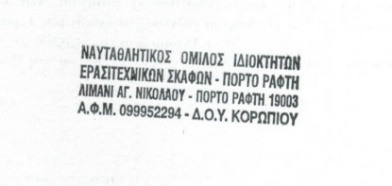 ΝΑΥΤΑΘΛΗΤΙΚΟΣ ΟΜΙΛΟΣ ΙΔΙΟΚΤΗΤΩΝ
ΕΡΑΣΙΤΕΧΝΙΚΩΝ ΣΚΑΦΩΝ - ΠΟΡΤΟ ΡΑΦΤΗ
ΛΙΜΑΝΙ ΑΓ. ΝΙΚΟΛΑΟΥ - ΠΟΡΤΟ ΡΑΦΤΗ 19003
Α.Φ.Μ. 099952294 - Δ.Ο.Υ. ΚΟΡΩΠΙΟΥ